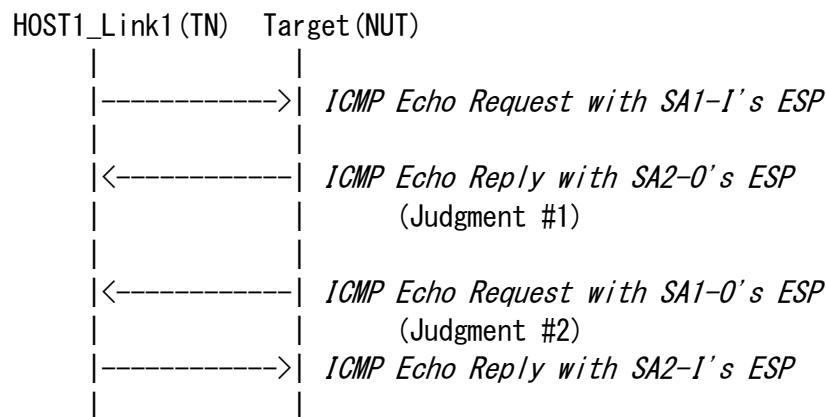 HOST1_Link1(TN)  Target(NUT)
      |              |
      |------------->| ICMP Echo Request with SA1-I's ESP
      |              |
      |<-------------| ICMP Echo Reply with SA2-O's ESP
      |              |      (Judgment #1)
      |              |
      |<-------------| ICMP Echo Request with SA1-O's ESP
      |              |      (Judgment #2)
      |------------->| ICMP Echo Reply with SA2-I's ESP
      |              |